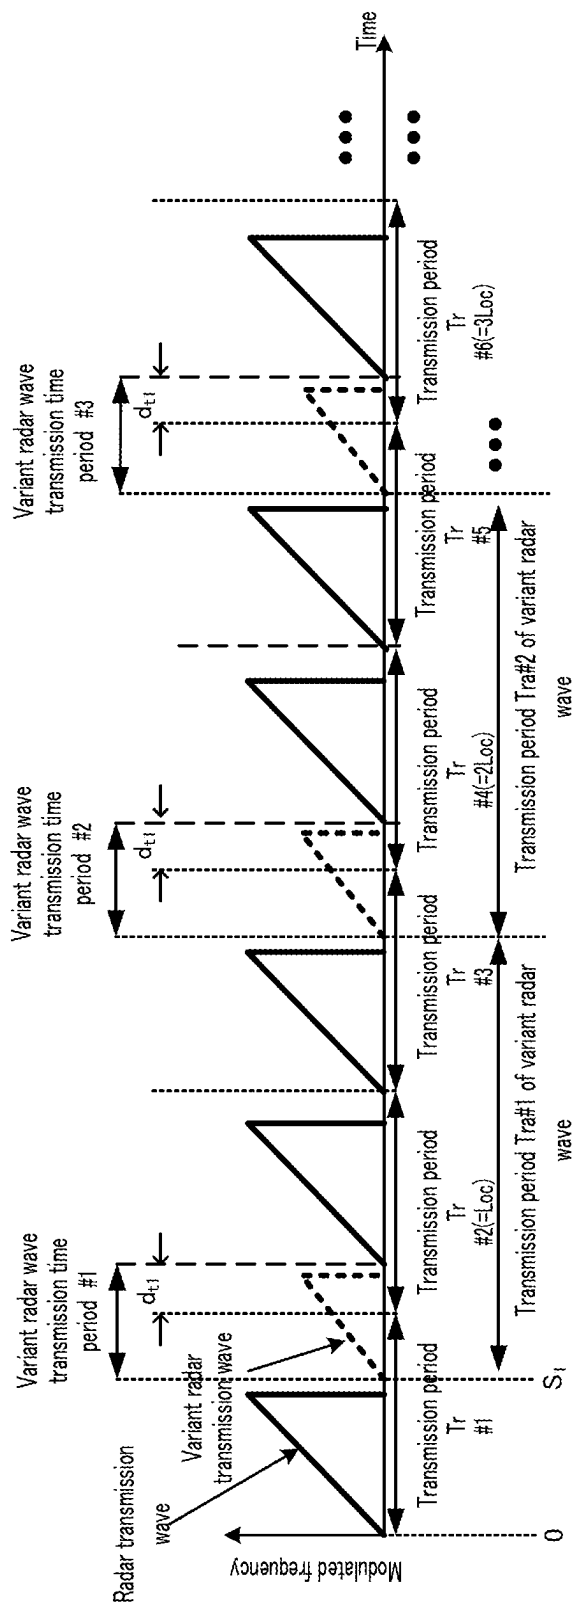 Variant radar wave
transmission time
period #1
Variant radar wave
transmission time
period #2
Variant radar wave
transmission time
period #3
Radar transmission
wave
Variant radar
transmission wave
dt1
dt1
dt1
Modulated frequency
Time
Transmission period
Tr
#1
Transmission period
Tr
#2(=Loc)
Transmission period
Tr
#3
Transmission period
Tr
#4(=2Loc)
Transmission period
Tr
#5
Transmission period
Tr
#6(=3Loc)
Transmission period Tra#1 of variant radar
wave
Transmission period Tra#2 of variant radar
wave
0
S1